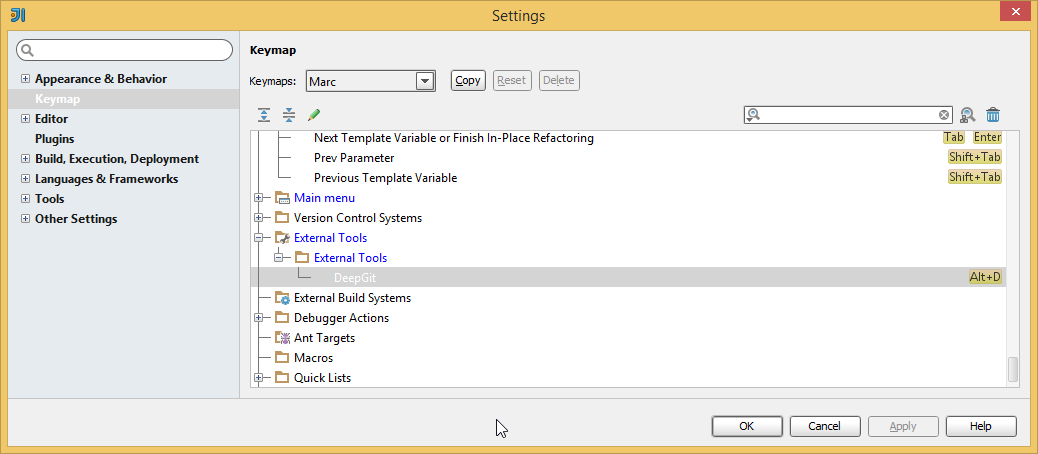 Settings
Appearance & Behavior
Keymap
Editor
Plugins
Build, Execution, Deployment
Languages & Frameworks
Tools
Other Settings
Keymap
Keymaps: Marc Copy Reset Delete
Next Template Variable or Finish In-Place Refactoring Tab Enter
Prev Parameter Shift+Tab
Previous Template Variable Shift+Tab
Main menu
Version Control Systems
External Tools
External Tools
DeepGit Alt+D
External Build Systems
Debugger Actions
Ant Targets
Macros
Quick Lists
OK Cancel Apply Help